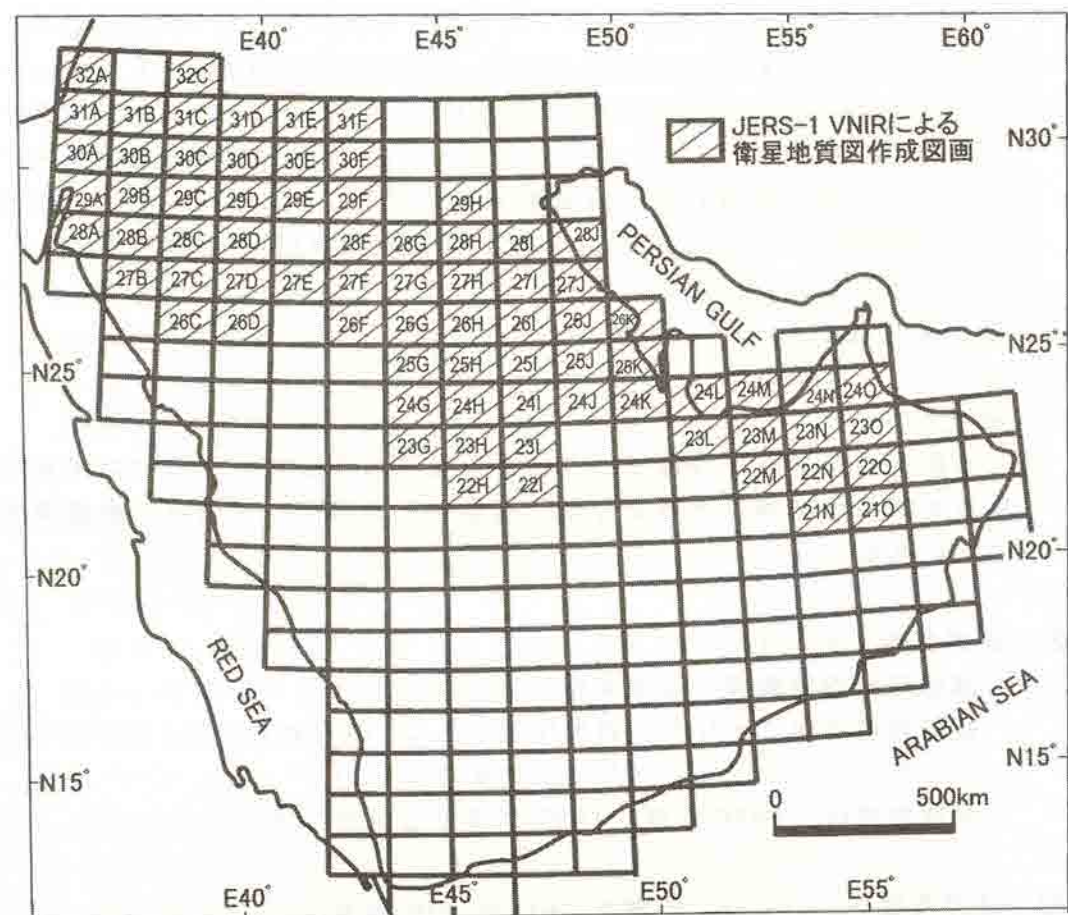 E40° E45° E50° E55° E60°
32A 32C
31A 31B 31C 31D 31E 31F
JERS-1 VNIRによる
衛星地質図作成図画
N30°
30A 30B 30C 30D 30E 30F
29A 29B 29C 29D 29E 29F 29H
28A 28B 28C 28D 28F 28G 28H 28I 28J
PERSIAN GULF
27B 27C 27D 27E 27F 27G 27H 27I 27J
26C 26D 26F 26G 26H 26I 26J 26K
N25° N25°
25G 25H 25I 25J 25K
24G 24H 24I 24J 24K 24L 24M 24N 24O
23G 23H 23I 23L 23M 23N 23O
22H 22I 22M 22N 22O
21N 21O
N20° N20°
RED SEA
ARABIAN SEA
N15° N15°
0 500km
E40° E45° E50° E55°